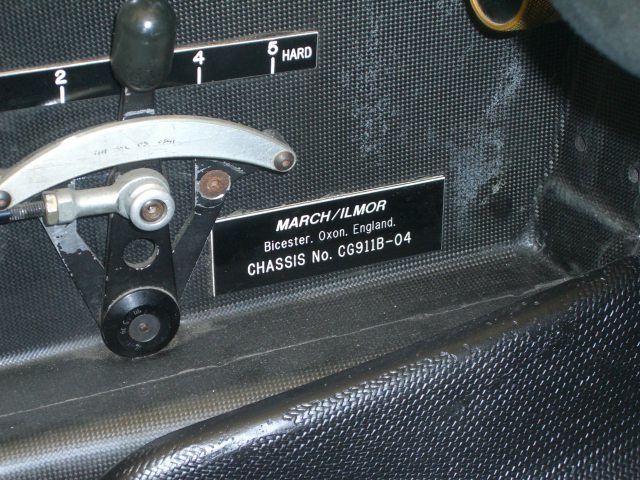 2 4 5 HARD
MARCH/ILMOR
Bicester. Oxon. England.
CHASSIS No. CG911B-04